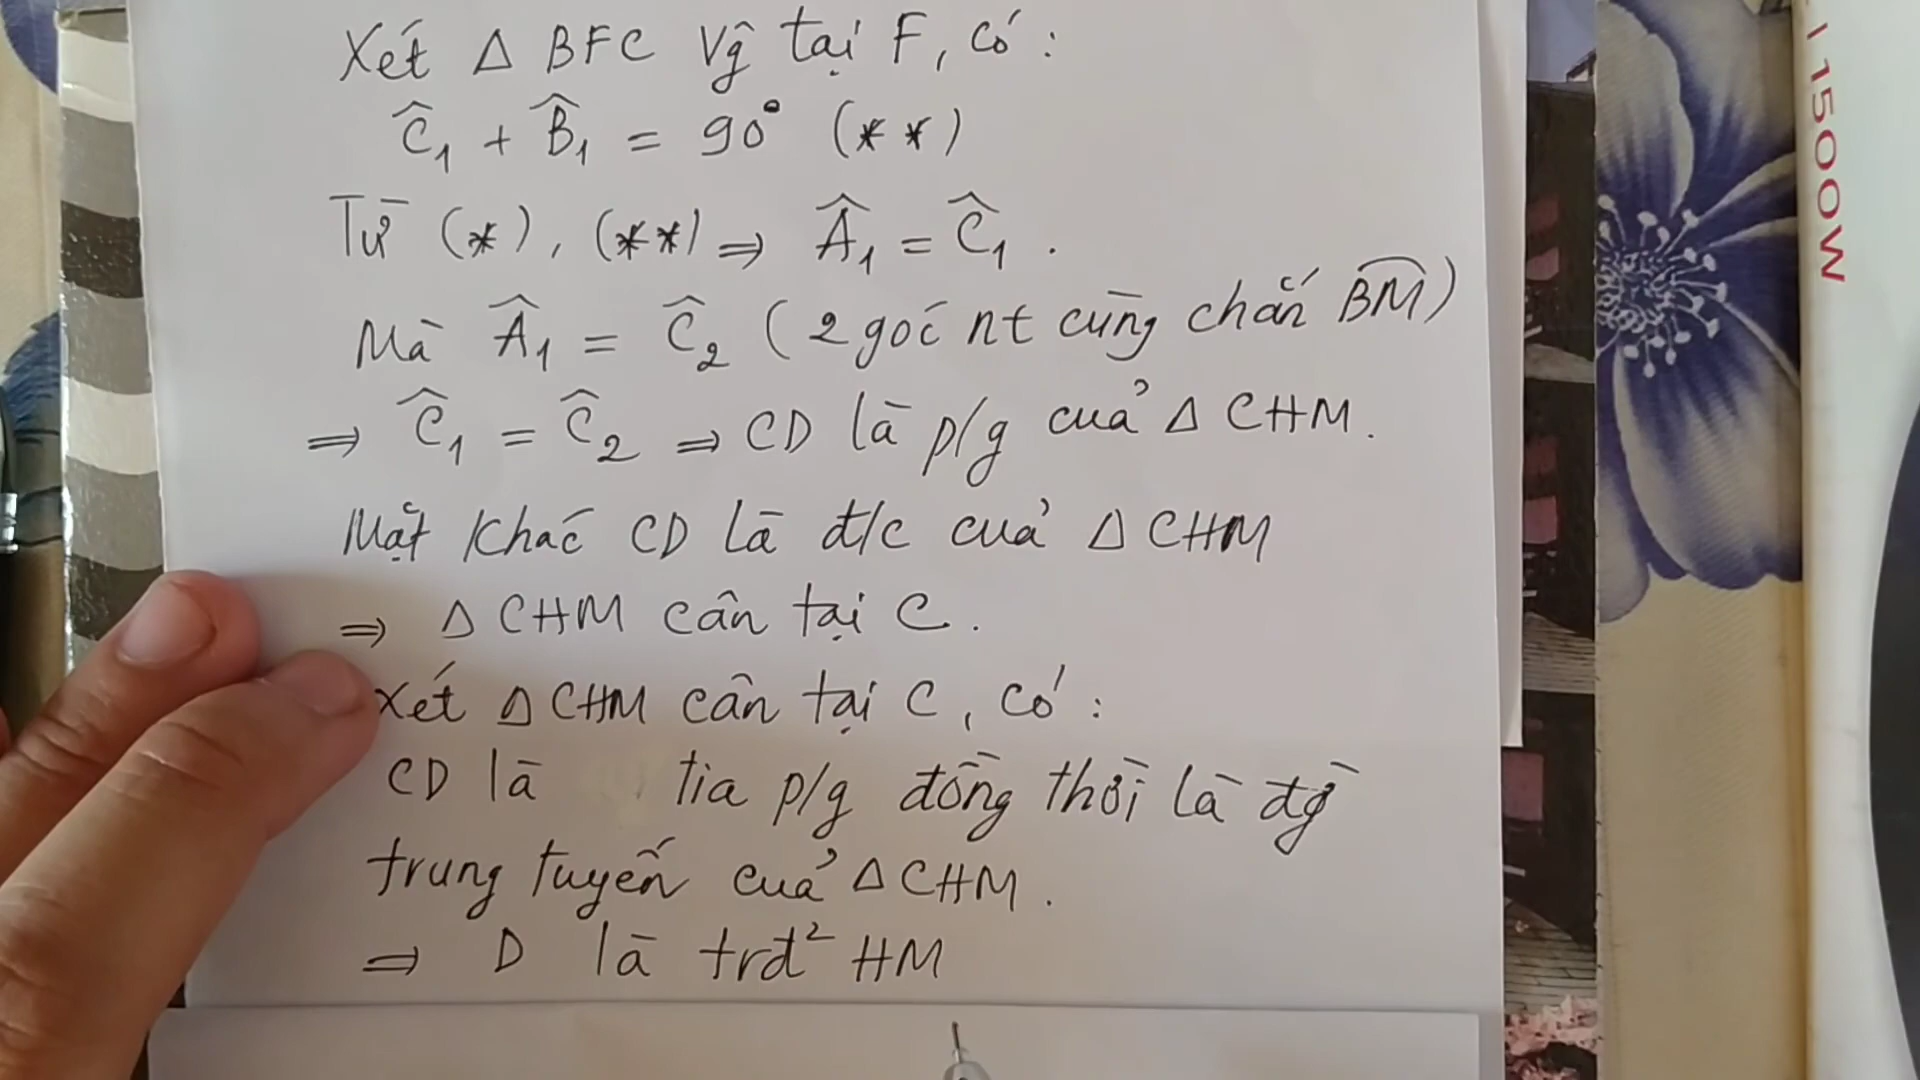 Xét Δ BFC Vg tại F, có :
Ĉ₁ + B̂₁ = 90° (**)
Từ (*), (**) ⇒ Â₁ = Ĉ₁ .
Mà Â₁ = Ĉ₂ ( 2 góc nt cùng chắn BM)
⇒ Ĉ₁ = Ĉ₂ ⇒ CD là p/g của Δ CHM.
Mặt khác CD là đ/c của Δ CHM
⇒ Δ CHM cân tại C.
Xét Δ CHM cân tại C, có :
CD là tia p/g đồng thời là đg
trung tuyến của Δ CHM.
⇒ D là trđ² HM
1500W